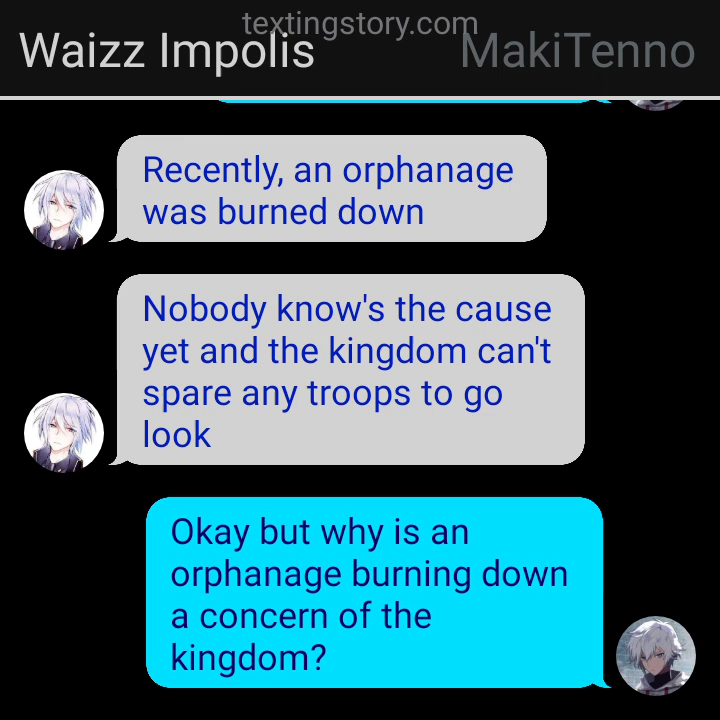 textingstory.com
Waizz Impolis
MakiTenno
Recently, an orphanage
was burned down
Nobody know's the cause
yet and the kingdom can't
spare any troops to go
look
Okay but why is an
orphanage burning down
a concern of the
kingdom?